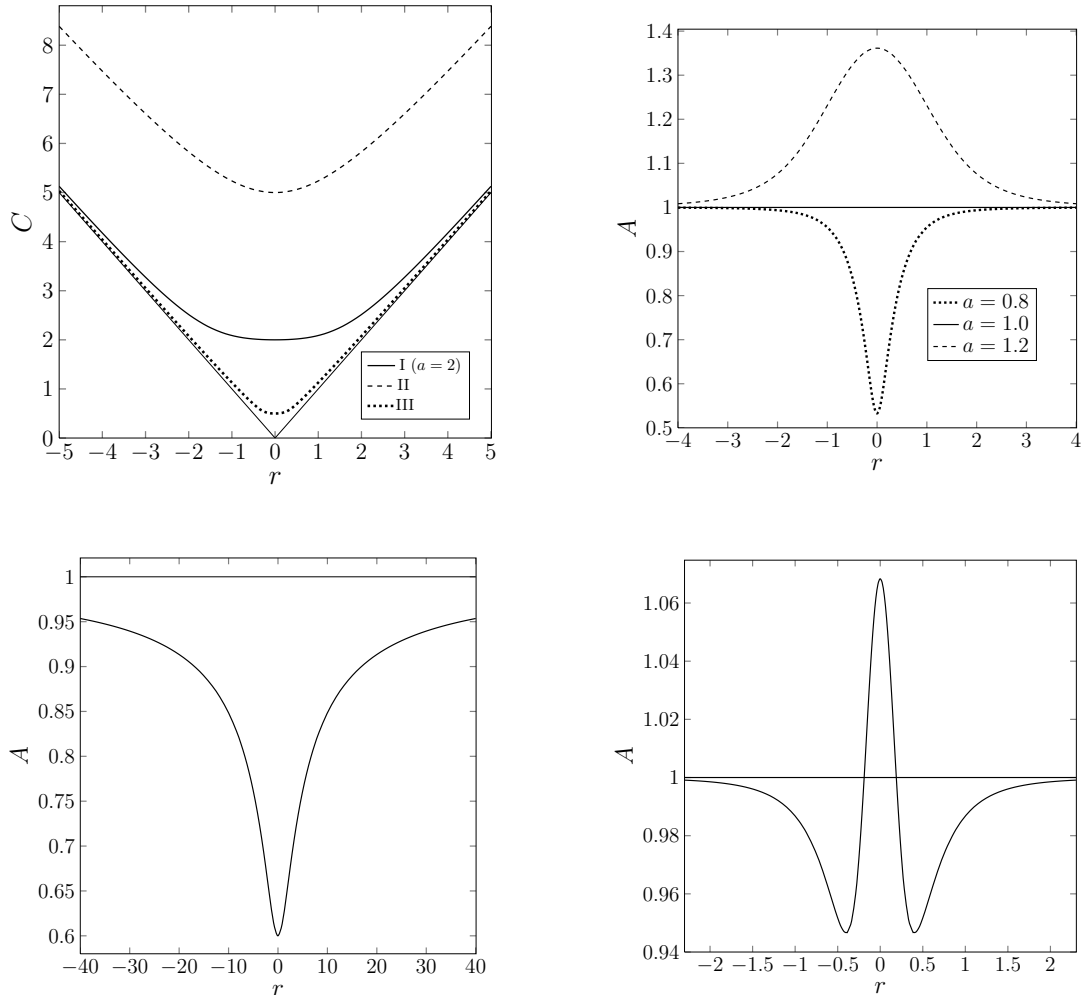 8
7
6
5
4
3
2
1
0
C
−5 −4 −3 −2 −1 0 1 2 3 4 5
r
I (a = 2)
II
III
1.4
1.3
1.2
1.1
1
0.9
0.8
0.7
0.6
0.5
A
−4 −3 −2 −1 0 1 2 3 4
r
a = 0.8
a = 1.0
a = 1.2
1
0.95
0.9
0.85
0.8
0.75
0.7
0.65
0.6
A
−40 −30 −20 −10 0 10 20 30 40
r
1.06
1.04
1.02
1
0.98
0.96
0.94
A
−2 −1.5 −1 −0.5 0 0.5 1 1.5 2
r